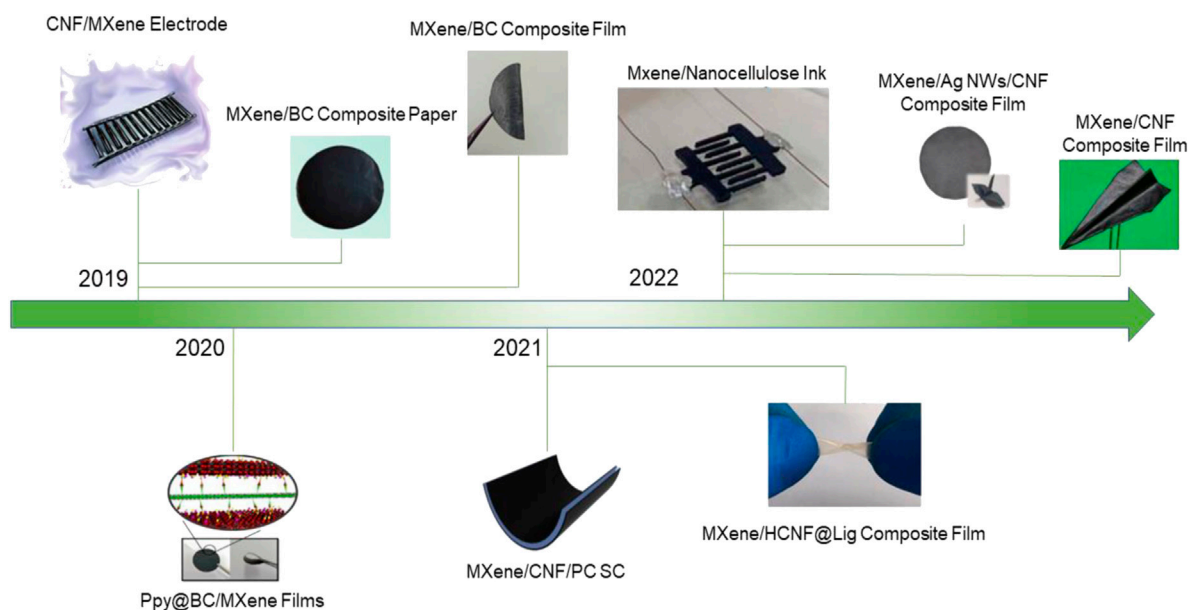 CNF/MXene Electrode
MXene/BC Composite Paper
MXene/BC Composite Film
Mxene/Nanocellulose Ink
MXene/Ag NWs/CNF
Composite Film
MXene/CNF
Composite Film
2019
2022
2020
2021
Ppy@BC/MXene Films
MXene/CNF/PC SC
MXene/HCNF@Lig Composite Film